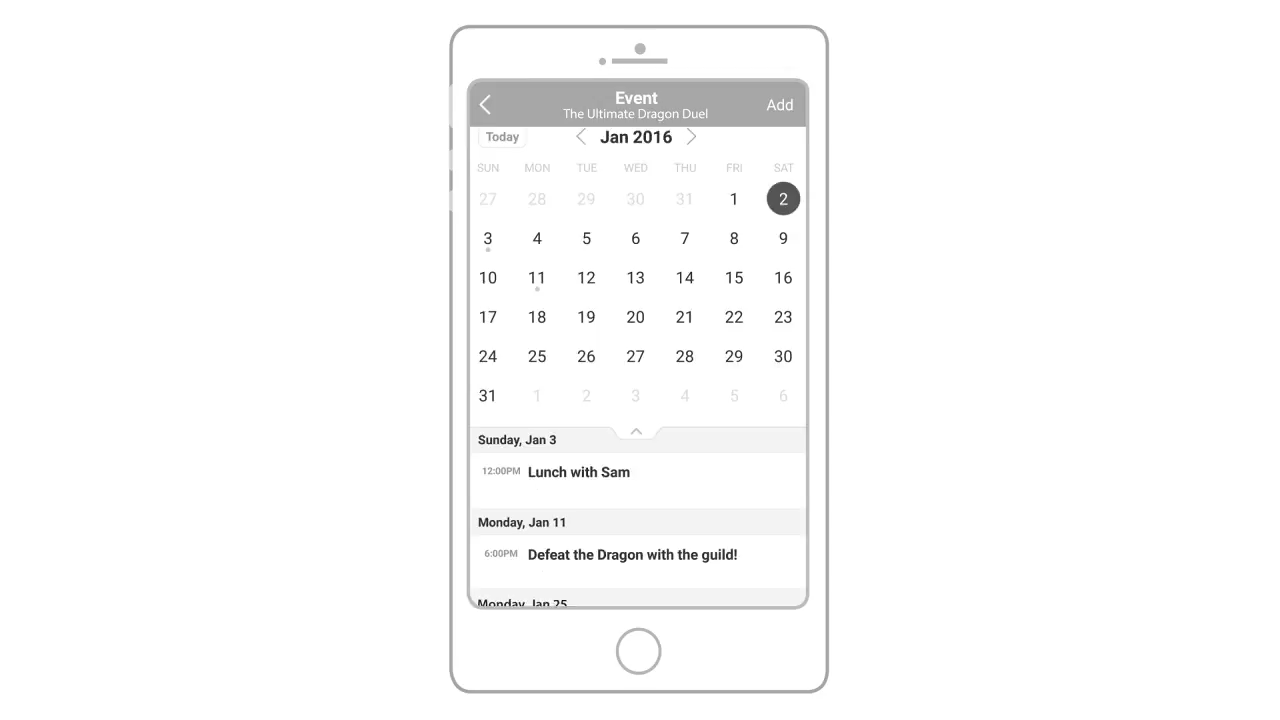 Event
The Ultimate Dragon Duel
Add
Today
Jan 2016
SUN MON TUE WED THU FRI SAT
27 28 29 30 31 1 2
3 4 5 6 7 8 9
10 11 12 13 14 15 16
17 18 19 20 21 22 23
24 25 26 27 28 29 30
31 1 2 3 4 5 6
Sunday, Jan 3
12:00PM Lunch with Sam
Monday, Jan 11
6:00PM Defeat the Dragon with the guild!
Monday, Jan 25